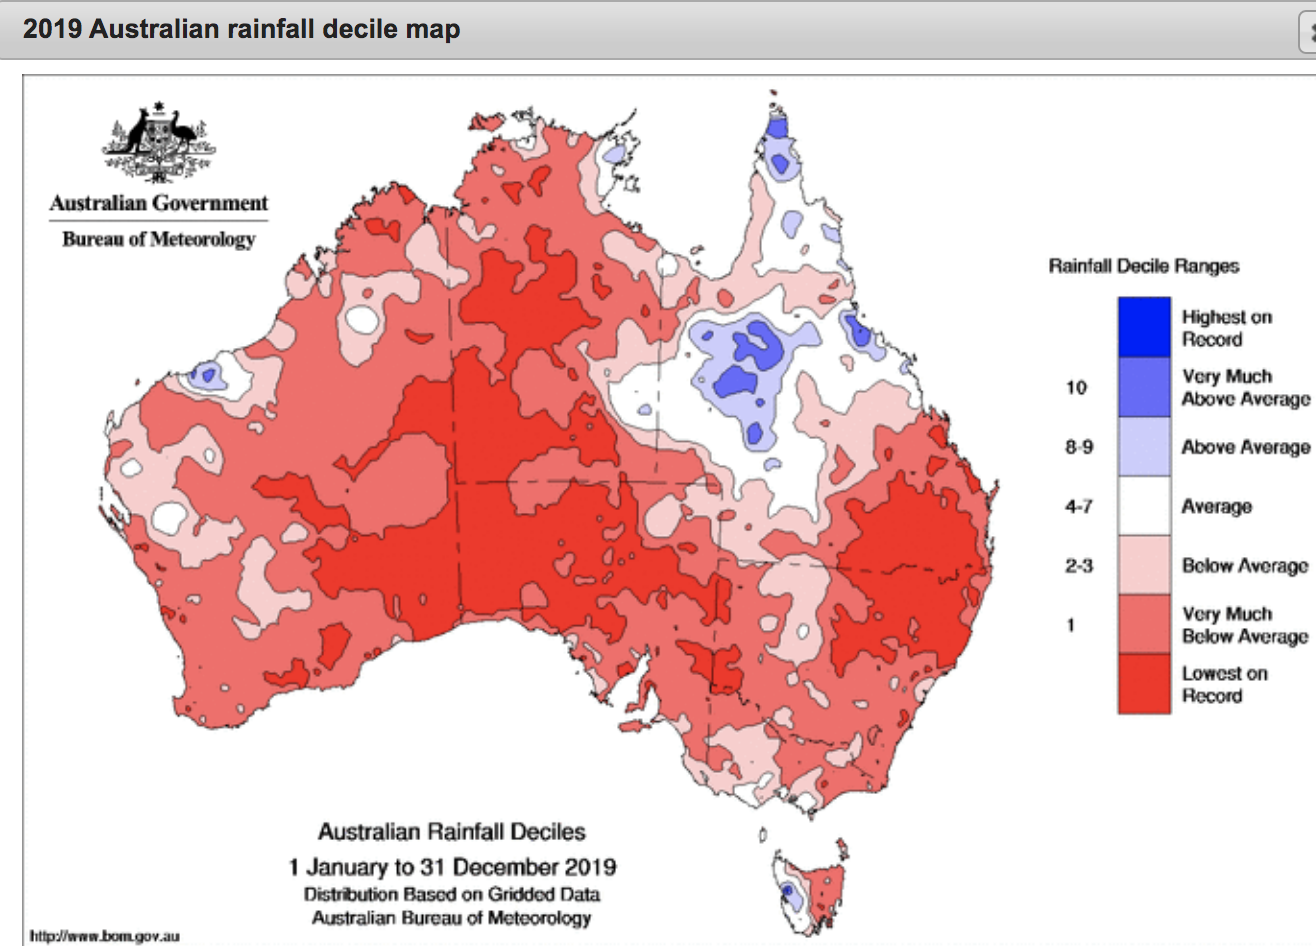 2019 Australian rainfall decile map
Australian Government
Bureau of Meteorology
Rainfall Decile Ranges
Highest on
Record
10
Very Much
Above Average
8-9
Above Average
4-7
Average
2-3
Below Average
1
Very Much
Below Average
Lowest on
Record
Australian Rainfall Deciles
1 January to 31 December 2019
Distribution Based on Gridded Data
Australian Bureau of Meteorology
http://www.bom.gov.au